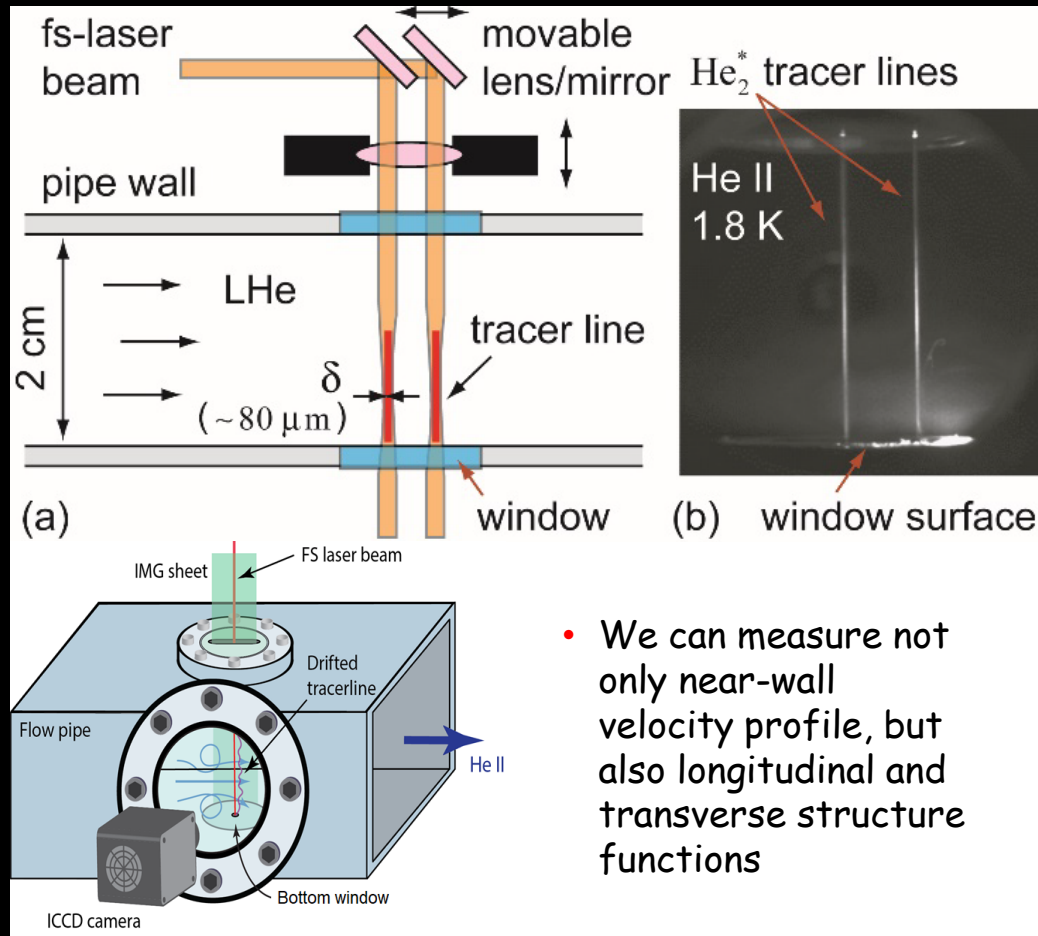 fs-laser
beam
movable
lens/mirror
pipe wall
2 cm
LHe
tracer line
δ
(~80 μm)
window
(a)
He₂* tracer lines
He II
1.8 K
(b) window surface
FS laser beam
IMG sheet
Drifted
tracerline
Flow pipe
He II
Bottom window
ICCD camera
• We can measure not
only near-wall
velocity profile, but
also longitudinal and
transverse structure
functions